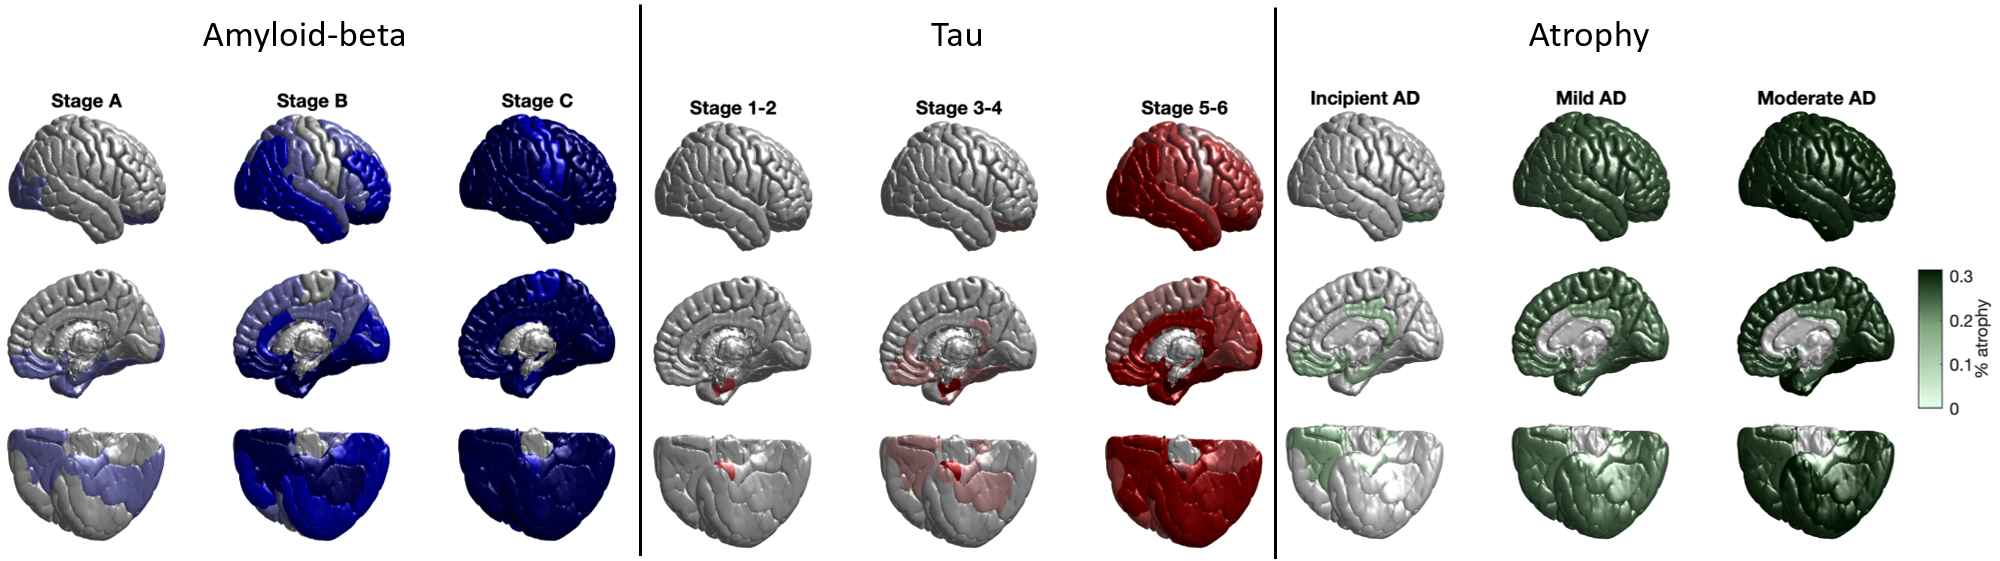 Amyloid-beta
Tau
Atrophy
Stage A
Stage B
Stage C
Stage 1-2
Stage 3-4
Stage 5-6
Incipient AD
Mild AD
Moderate AD
0.3
0.2
0.1
0
% atrophy